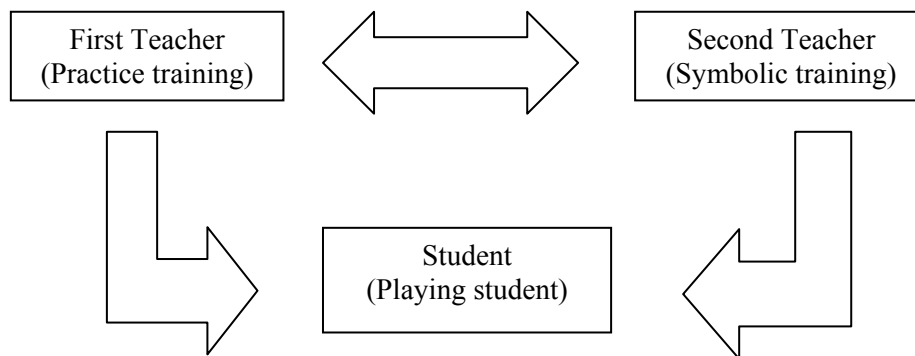 First Teacher
(Practice training)
Second Teacher
(Symbolic training)
Student
(Playing student)